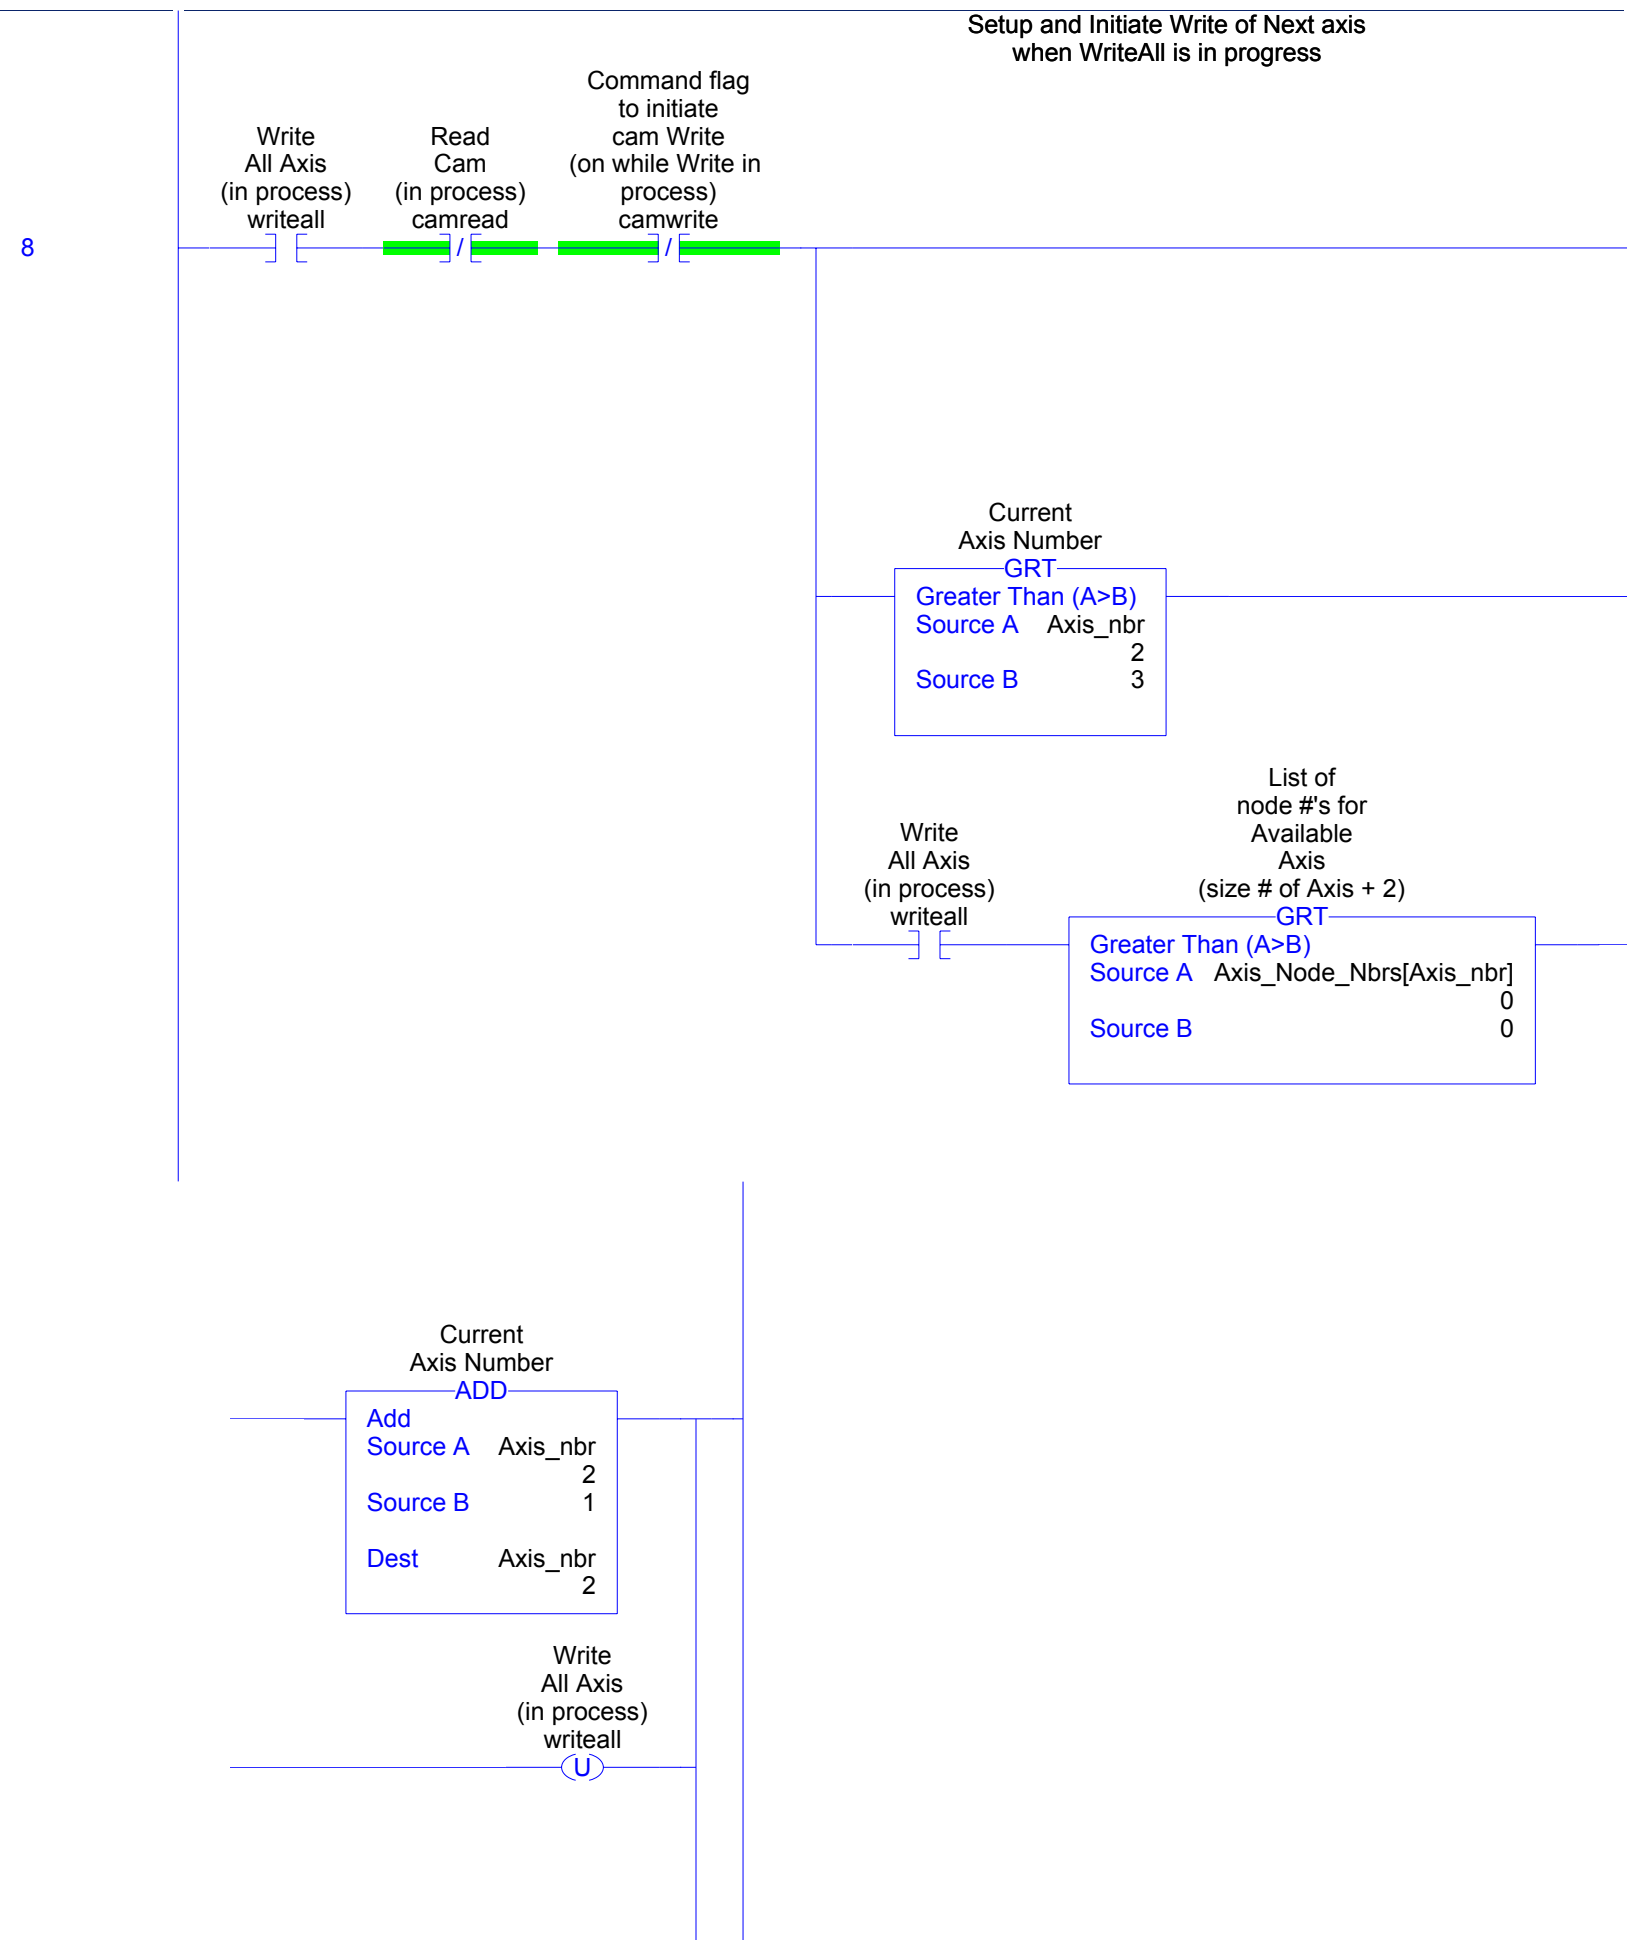 Setup and Initiate Write of Next axis
when WriteAll is in progress
Write
All Axis
(in process)
writeall
Read
Cam
(in process)
camread
Command flag
to initiate
cam Write
(on while Write in
process)
camwrite
8
/
/
Current
Axis Number
GRT
Greater Than (A>B)
Source A Axis_nbr
2
Source B 3
Write
All Axis
(in process)
writeall
List of
node #'s for
Available
Axis
(size # of Axis + 2)
GRT
Greater Than (A>B)
Source A Axis_Node_Nbrs[Axis_nbr]
0
Source B 0
Current
Axis Number
ADD
Add
Source A Axis_nbr
2
Source B 1
Dest Axis_nbr
2
Write
All Axis
(in process)
writeall
U